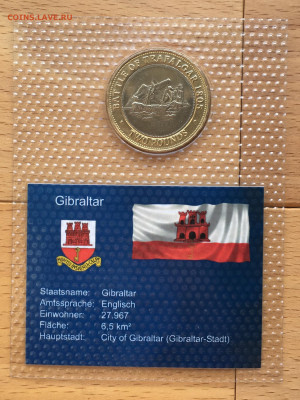 COINS.LAVE.RU
BATTLE OF TRAFALGAR 1805
TWO POUNDS
Gibraltar
Staatsname: Gibraltar
Amtssprache: Englisch
Einwohner: 27.967
Fläche: 6,5 km²
Hauptstadt: City of Gibraltar (Gibraltar-Stadt)